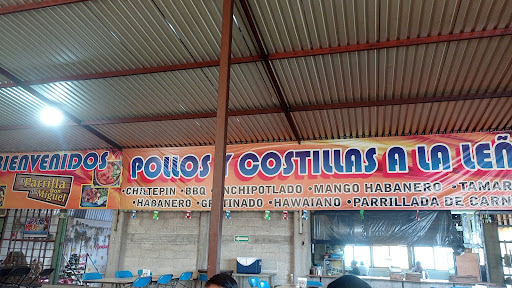 BIENVENIDOS
Parrilla
Miguel
POLLOS Y COSTILLAS A LA LEÑ
•CHILTEPIN •BBQ •ENCHIPOTLADO •MANGO HABANERO •TAMAR
•HABANERO •GRATINADO •HAWAIANO •PARRILLADA DE CARN